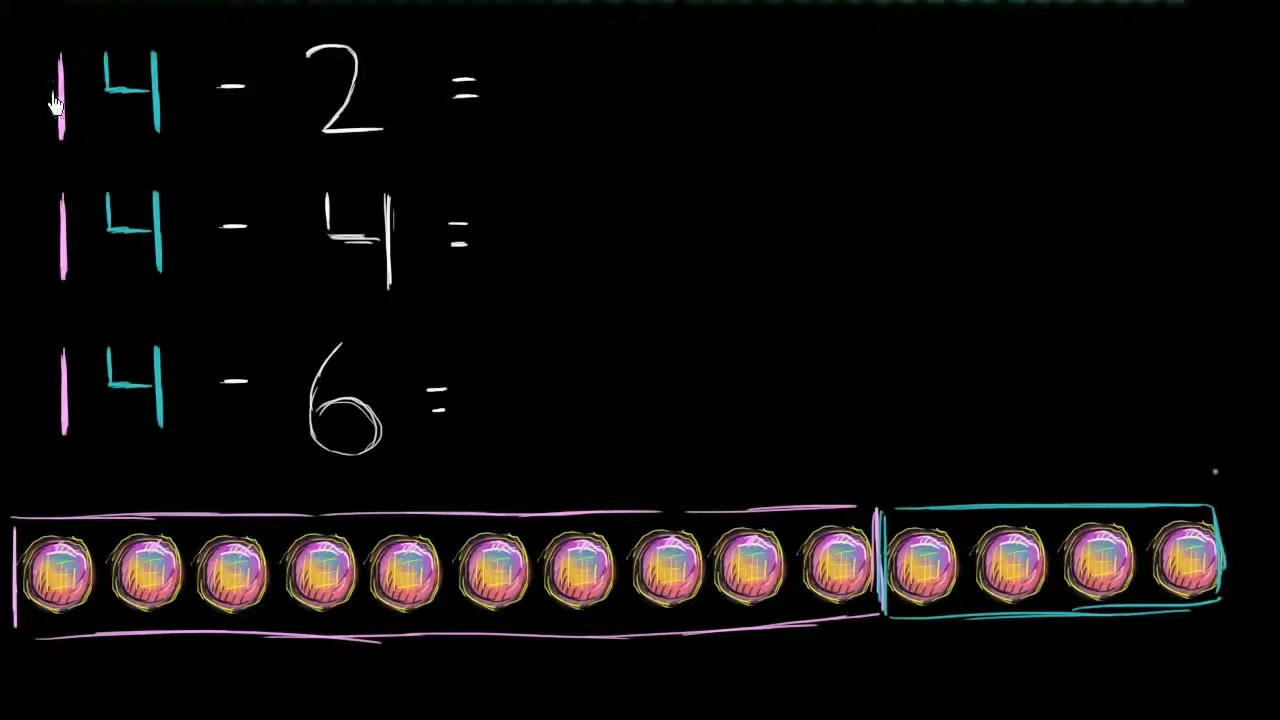 14 - 2 =
14 - 4 =
14 - 6 =